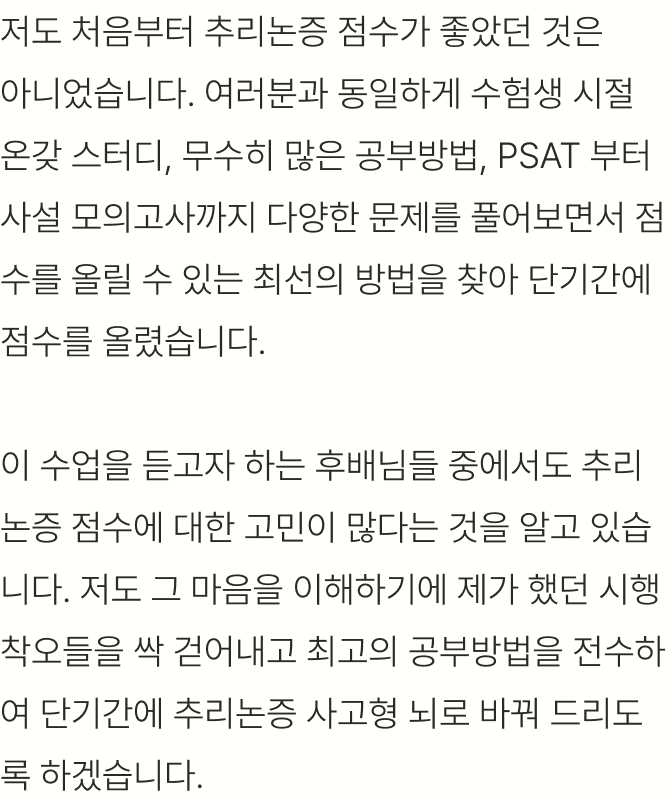 저도 처음부터 추리논증 점수가 좋았던 것은
아니었습니다. 여러분과 동일하게 수험생 시절
온갖 스터디, 무수히 많은 공부방법, PSAT 부터
사설 모의고사까지 다양한 문제를 풀어보면서 점
수를 올릴 수 있는 최선의 방법을 찾아 단기간에
점수를 올렸습니다.
이 수업을 듣고자 하는 후배님들 중에서도 추리
논증 점수에 대한 고민이 많다는 것을 알고 있습
니다. 저도 그 마음을 이해하기에 제가 했던 시행
착오들을 싹 걷어내고 최고의 공부방법을 전수하
여 단기간에 추리논증 사고형 뇌로 바꿔 드리도
록 하겠습니다.